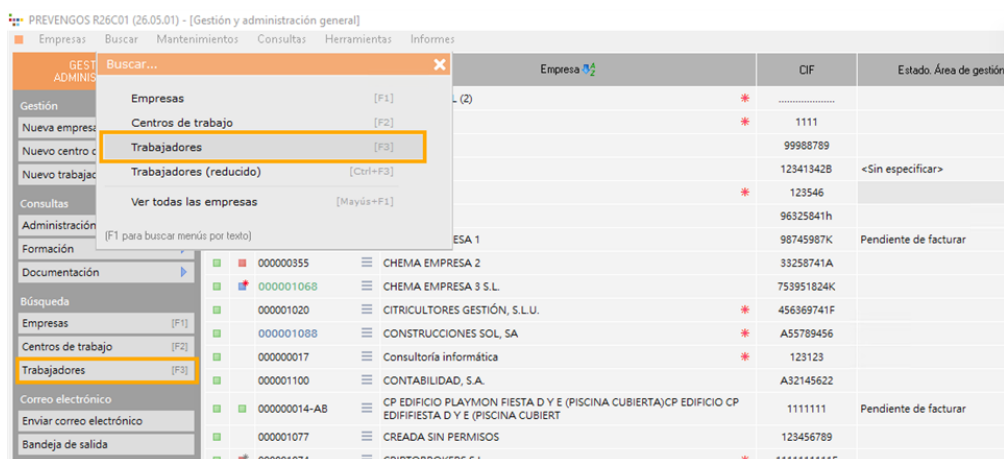 PREVENGOS R26C01 (26.05.01) - [Gestión y administración general]
Empresas Buscar Mantenimientos Consultas Herramientas Informes
GEST
ADMINIS
Buscar...
Empresas [F1]
Centros de trabajo [F2]
Trabajadores [F3]
Trabajadores (reducido) [Ctrl+F3]
Ver todas las empresas [Mayús+F1]
(F1 para buscar menús por texto)
Gestión
Nueva empresa
Nuevo centro c
Nuevo trabajad
Consultas
Administración
Formación
Documentación
Búsqueda
Empresas [F1]
Centros de trabajo [F2]
Trabajadores [F3]
Correo electrónico
Enviar correo electrónico
Bandeja de salida
Empresa CIF Estado. Área de gestión
L (2) ...................
1111
99988789
12341342B <Sin especificar>
123546
96325841h
ESA 1 98745987K Pendiente de facturar
000000355 CHEMA EMPRESA 2 33258741A
000001068 CHEMA EMPRESA 3 S.L. 753951824K
000001020 CITRICULTORES GESTIÓN, S.L.U. 456369741F
000001088 CONSTRUCCIONES SOL, SA A55789456
000000017 Consultoría informática 123123
000001100 CONTABILIDAD, S.A. A32145622
000000014-AB CP EDIFICIO PLAYMON FIESTA D Y E (PISCINA CUBIERTA)CP EDIFICIO CP 1111111 Pendiente de facturar
EDIFIFIESTA D Y E (PISCINA CUBIERT
000001077 CREADA SIN PERMISOS 123456789